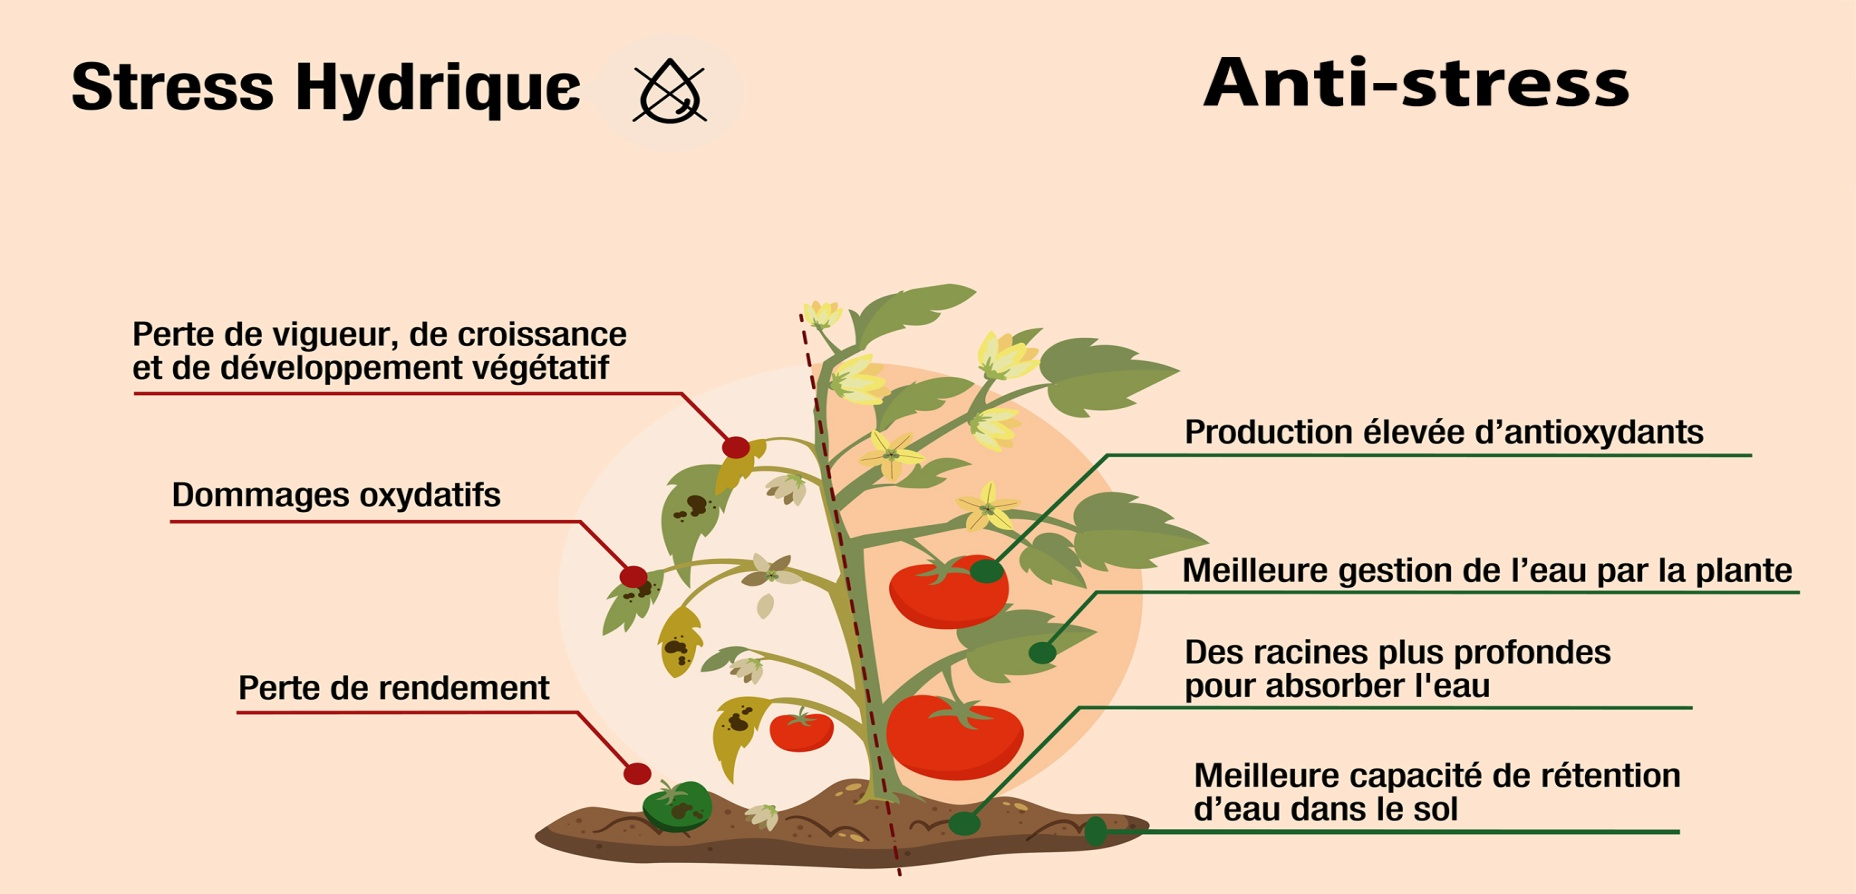 Stress Hydrique
Anti-stress
Perte de vigueur, de croissance
et de développement végétatif
Dommages oxydatifs
Perte de rendement
Production élevée d’antioxydants
Meilleure gestion de l’eau par la plante
Des racines plus profondes
pour absorber l'eau
Meilleure capacité de rétention
d’eau dans le sol